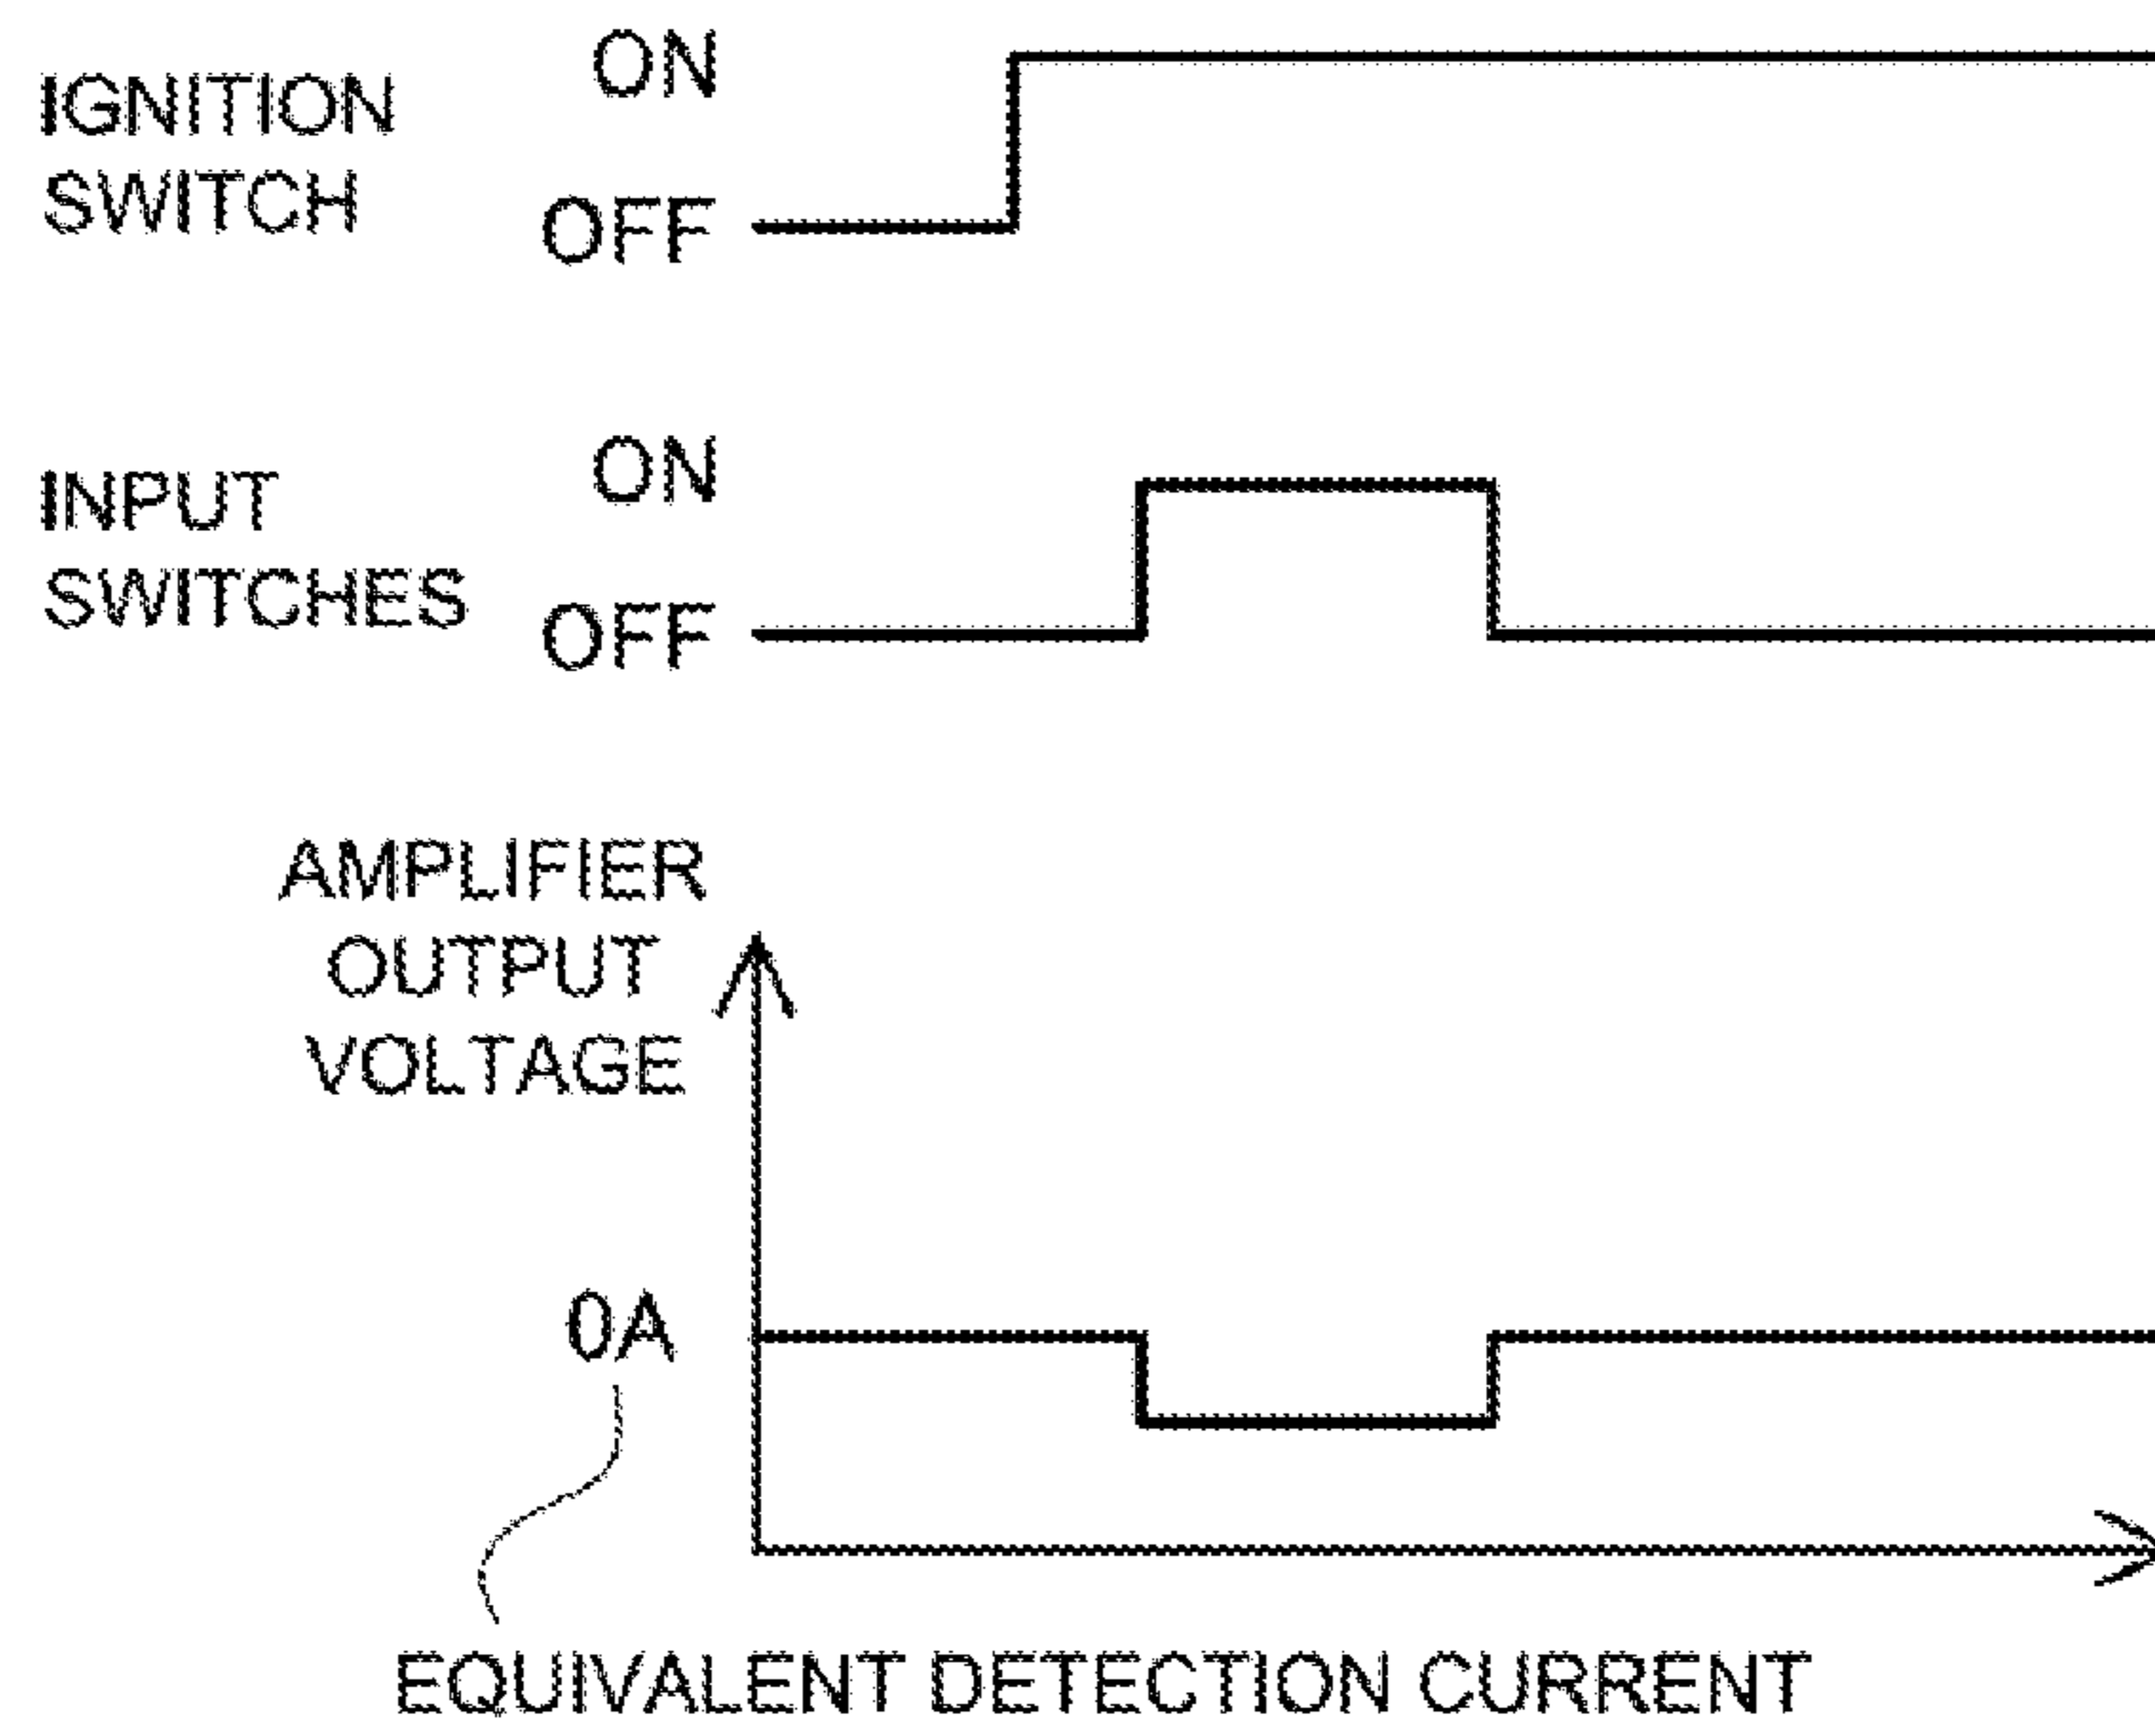 IGNITION
SWITCH
ON
OFF
INPUT
SWITCHES
ON
OFF
AMPLIFIER
OUTPUT
VOLTAGE
0A
EQUIVALENT DETECTION CURRENT